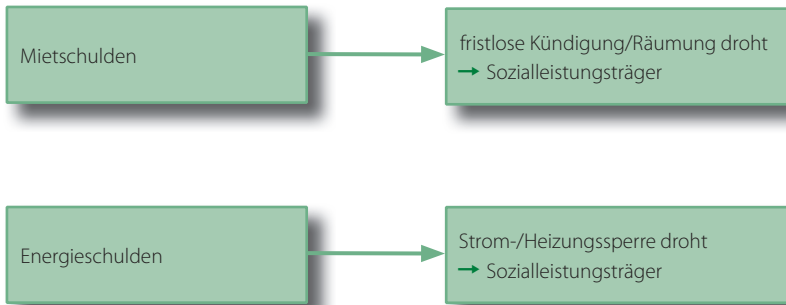 Mietschulden
fristlose Kündigung/Räumung droht
→ Sozialleistungsträger
Energieschulden
Strom-/Heizungssperre droht
→ Sozialleistungsträger